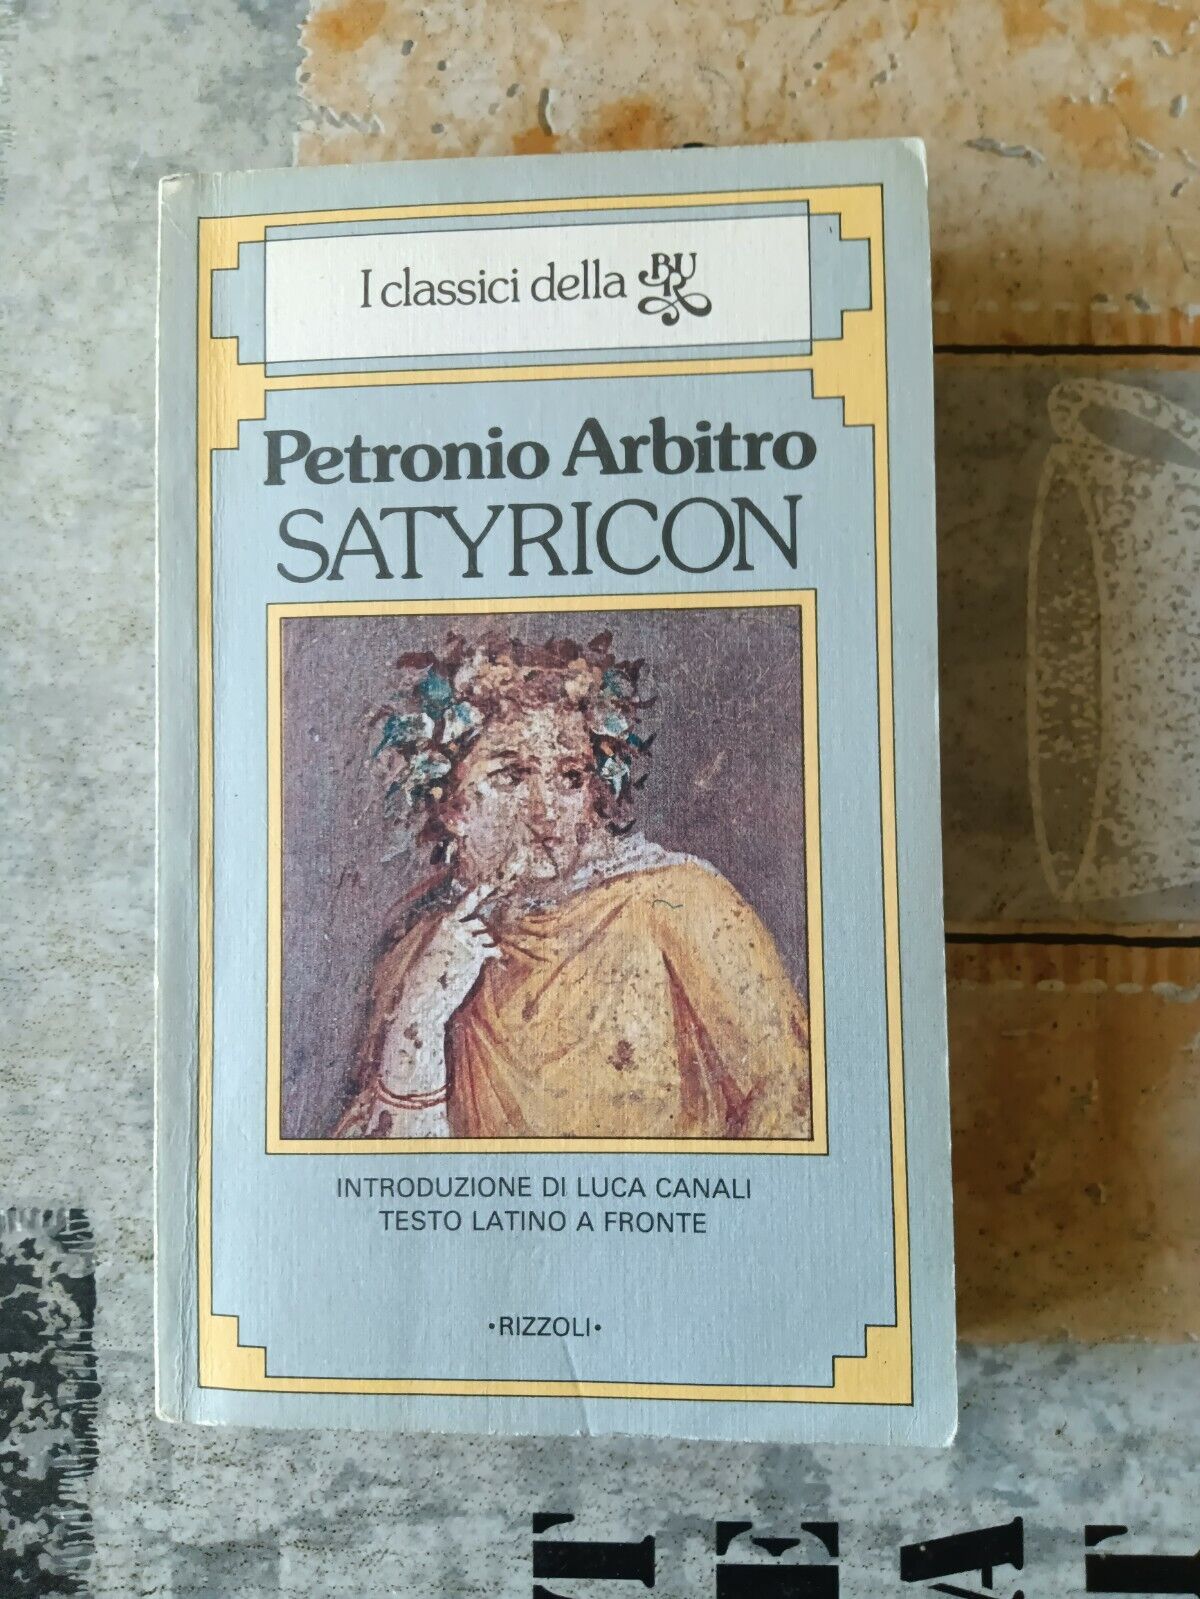 I classici della BUR
Petronio Arbitro
SATYRICON
INTRODUZIONE DI LUCA CANALI
TESTO LATINO A FRONTE
•RIZZOLI•